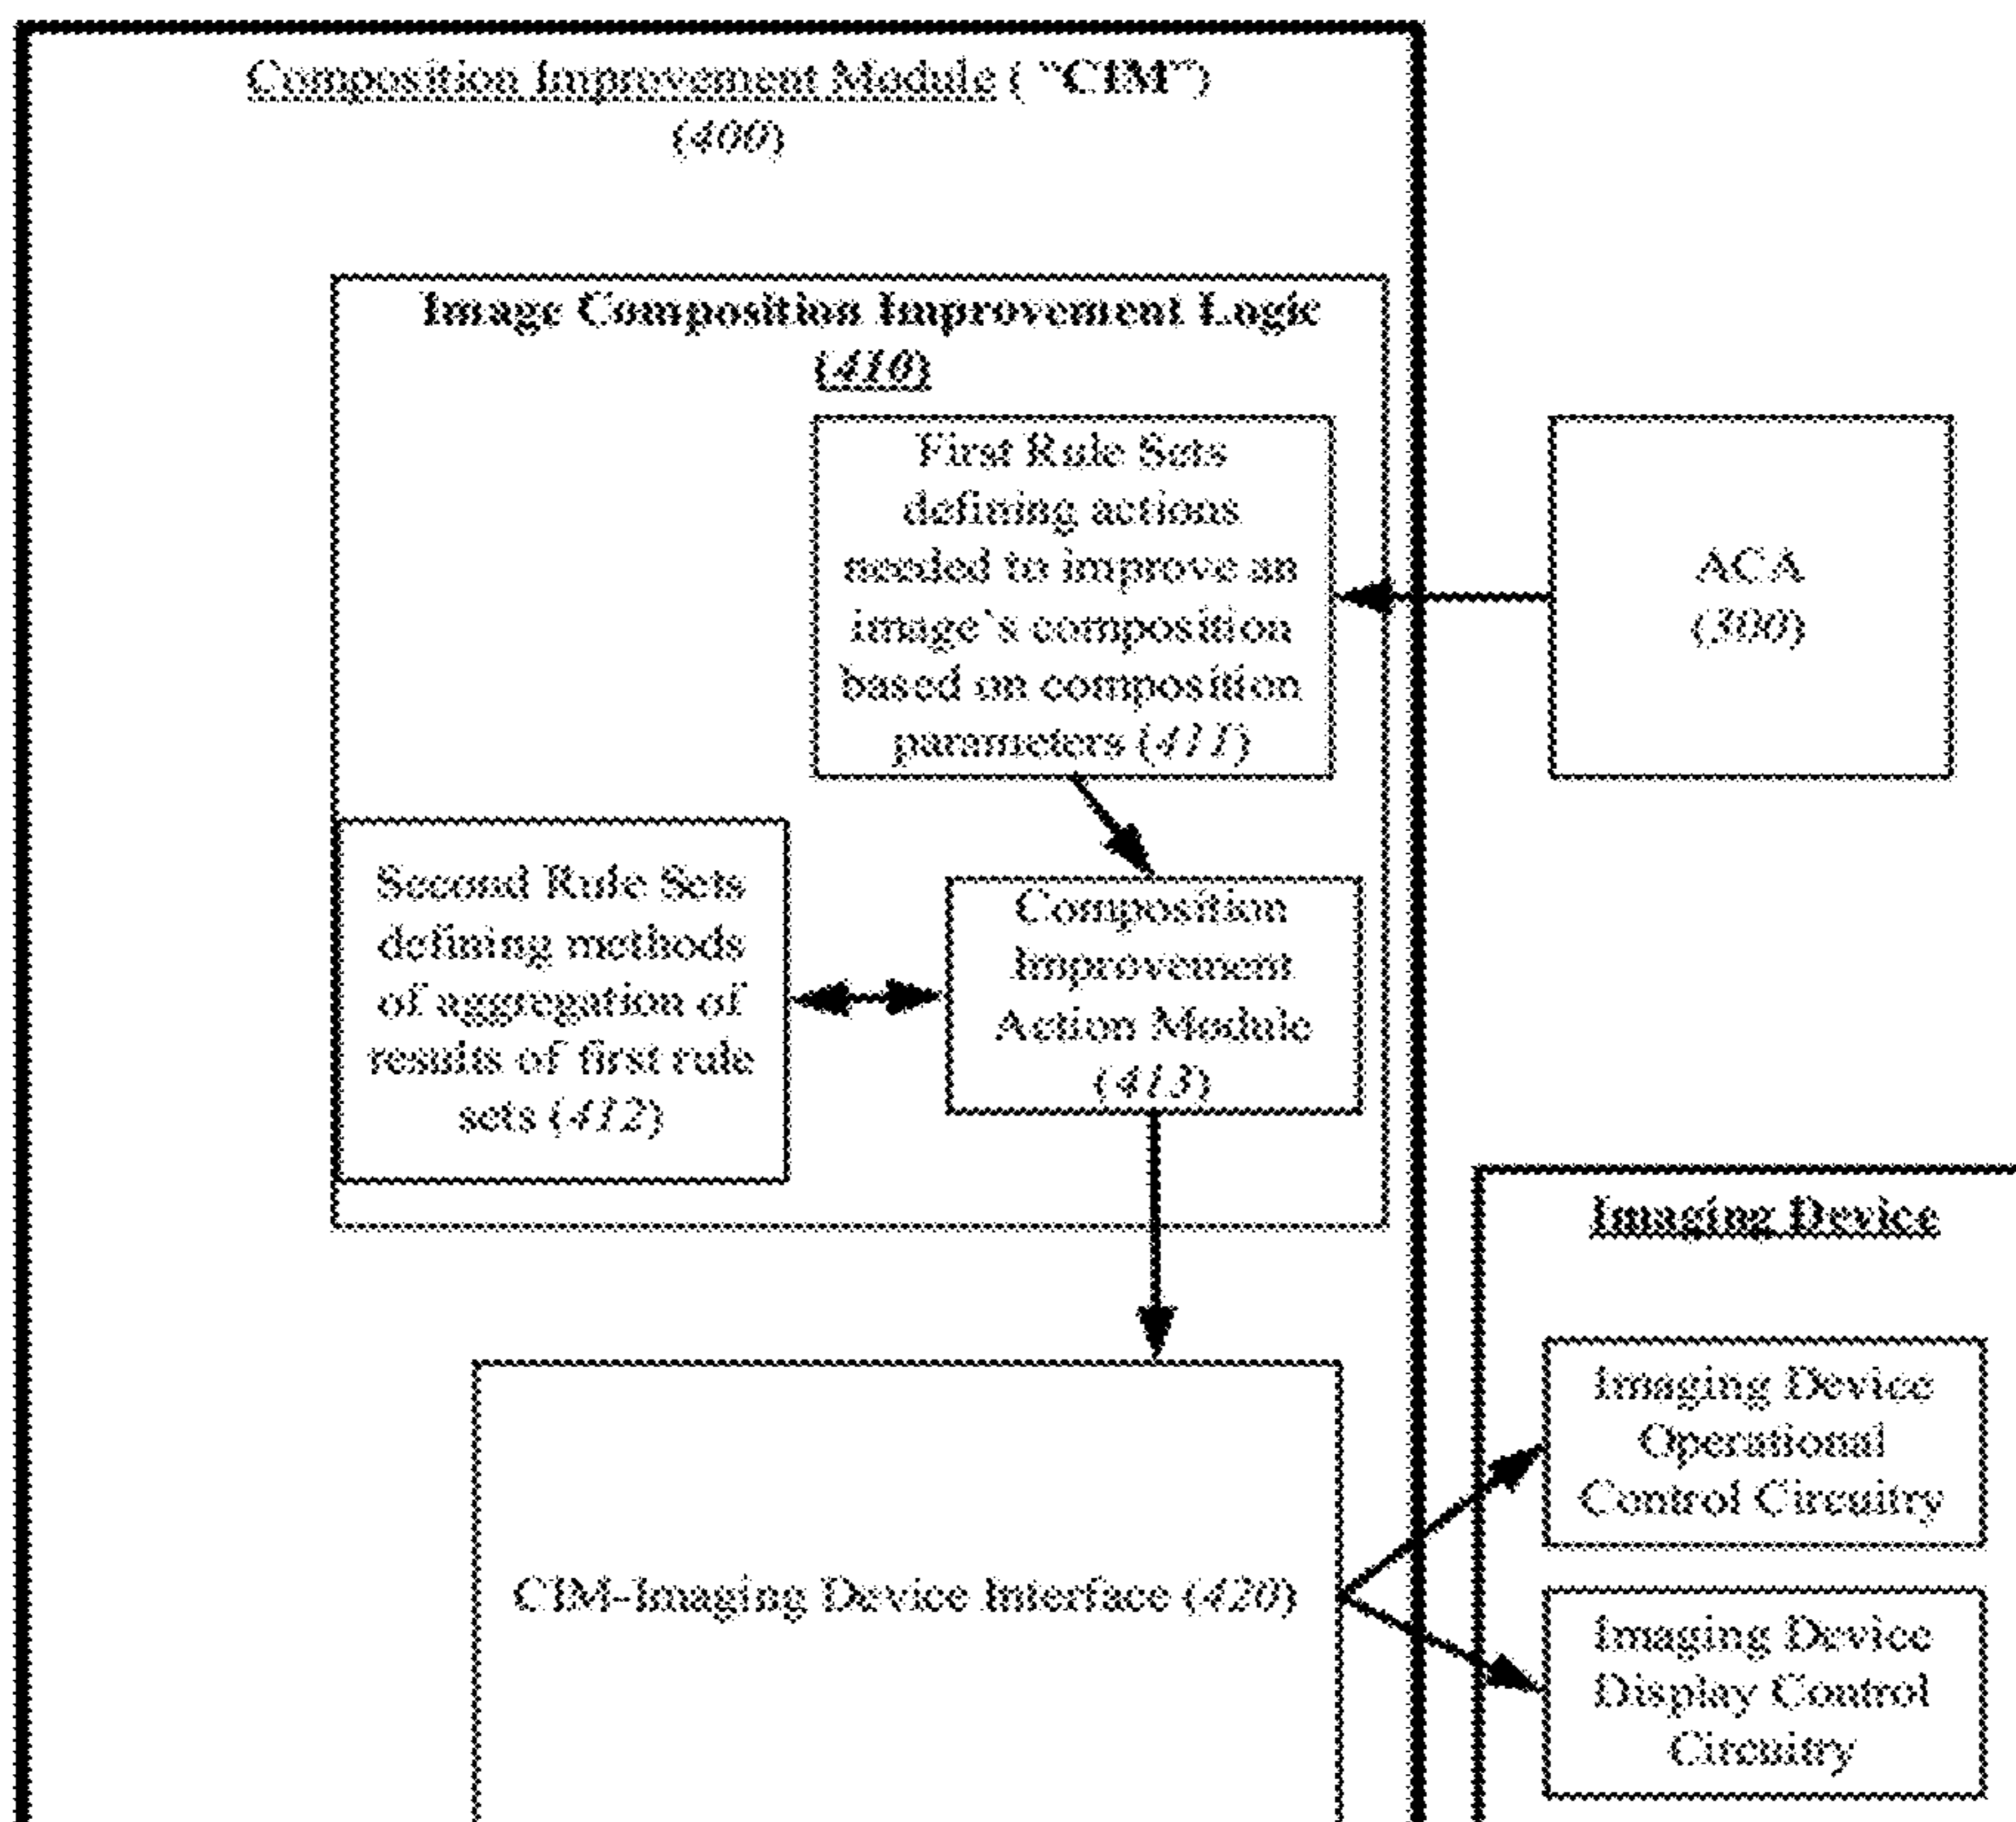 Composition Improvement Module ( “CIM”)
(400)
Image Composition Improvement Logic
(410)
First Rule Sets
defining actions
needed to improve an
image’s composition
based on composition
parameters (411)
ACA
(300)
Second Rule Sets
defining methods
of aggregation of
results of first rule
sets (412)
Composition
Improvement
Action Module
(413)
Imaging Device
Imaging Device
Operational
Control Circuitry
CIM-Imaging Device Interface (420)
Imaging Device
Display Control
Circuitry